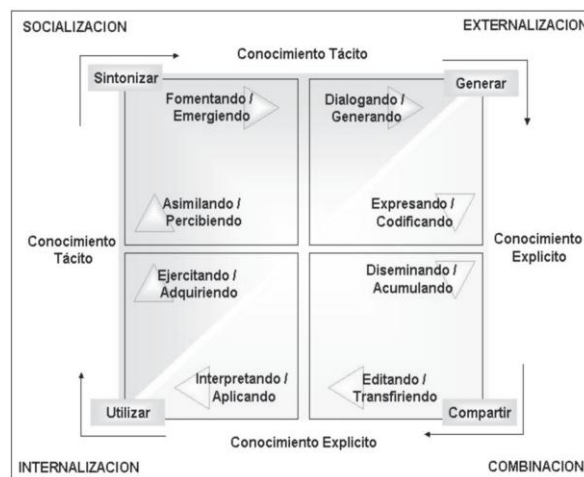 SOCIALIZACION
EXTERNALIZACION
Conocimiento Tácito
Sintonizar
Generar
Fomentando /
Emergiendo
Dialogando /
Generando
Asimilando /
Percibiendo
Expresando /
Codificando
Conocimiento
Tácito
Conocimiento
Explicito
Ejercitando /
Adquiriendo
Diseminando /
Acumulando
Interpretando /
Aplicando
Editando /
Transfiriendo
Utilizar
Compartir
Conocimiento Explicito
INTERNALIZACION
COMBINACION